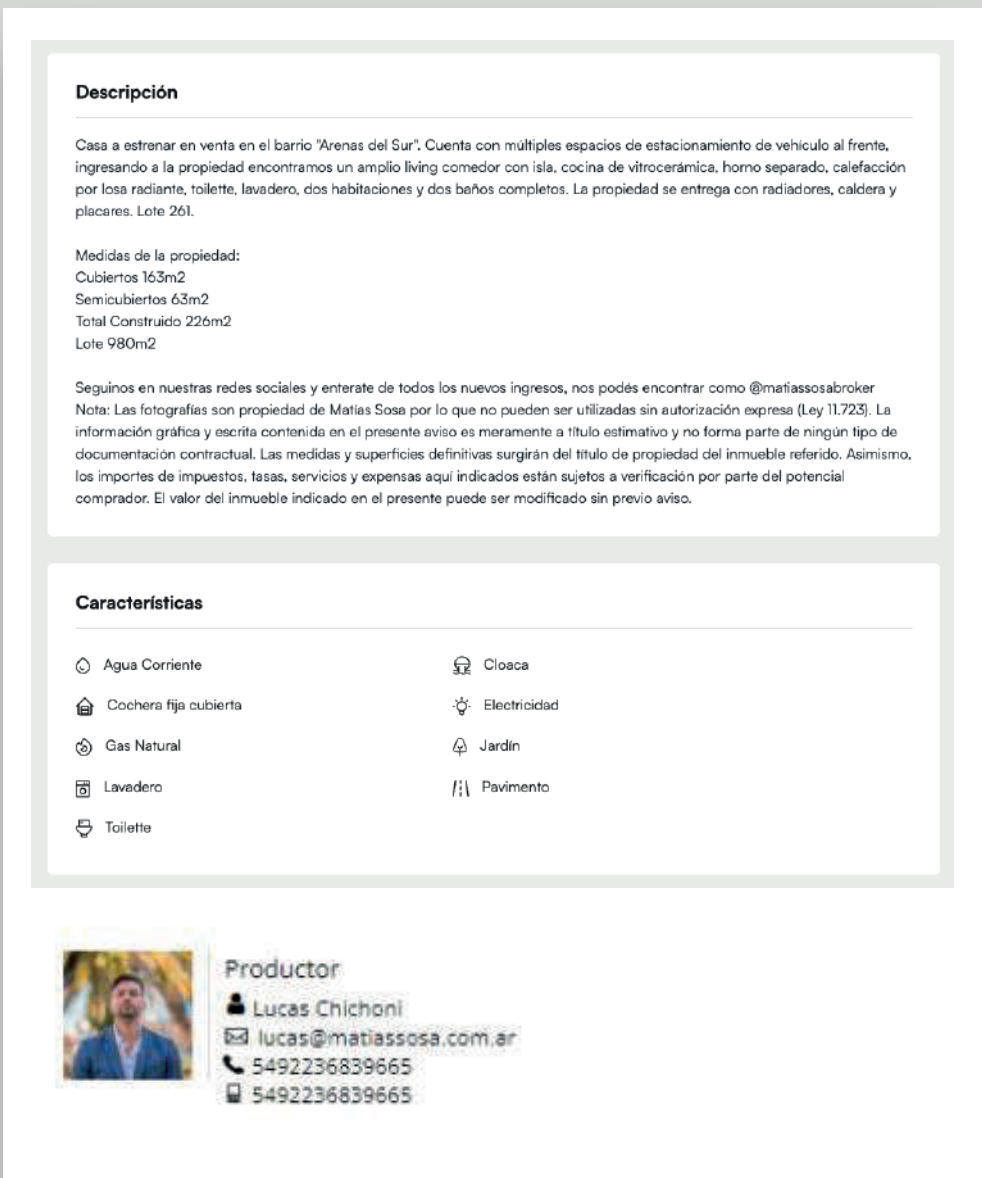 Descripción
Casa a estrenar en venta en el barrio "Arenas del Sur". Cuenta con múltiples espacios de estacionamiento de vehículo al frente,
ingresando a la propiedad encontramos un amplio living comedor con isla, cocina de vitrocerámica, horno separado, calefacción
por losa radiante, toilette, lavadero, dos habitaciones y dos baños completos. La propiedad se entrega con radiadores, caldera y
placares. Lote 261.
Medidas de la propiedad:
Cubiertos 163m2
Semicubiertos 63m2
Total Construido 226m2
Lote 980m2
Seguinos en nuestras redes sociales y enterate de todos los nuevos ingresos, nos podés encontrar como @matiassosabroker
Nota: Las fotografías son propiedad de Matías Sosa por lo que no pueden ser utilizadas sin autorización expresa (Ley 11.723). La
información gráfica y escrita contenida en el presente aviso es meramente a título estimativo y no forma parte de ningún tipo de
documentación contractual. Las medidas y superficies definitivas surgirán del título de propiedad del inmueble referido. Asimismo,
los importes de impuestos, tasas, servicios y expensas aquí indicados están sujetos a verificación por parte del potencial
comprador. El valor del inmueble indicado en el presente puede ser modificado sin previo aviso.
Características
Agua Corriente
Cloaca
Cochera fija cubierta
Electricidad
Gas Natural
Jardín
Lavadero
Pavimento
Toilette
Productor
Lucas Chichoni
lucas@matiassosa.com.ar
5492236839665
5492236839665